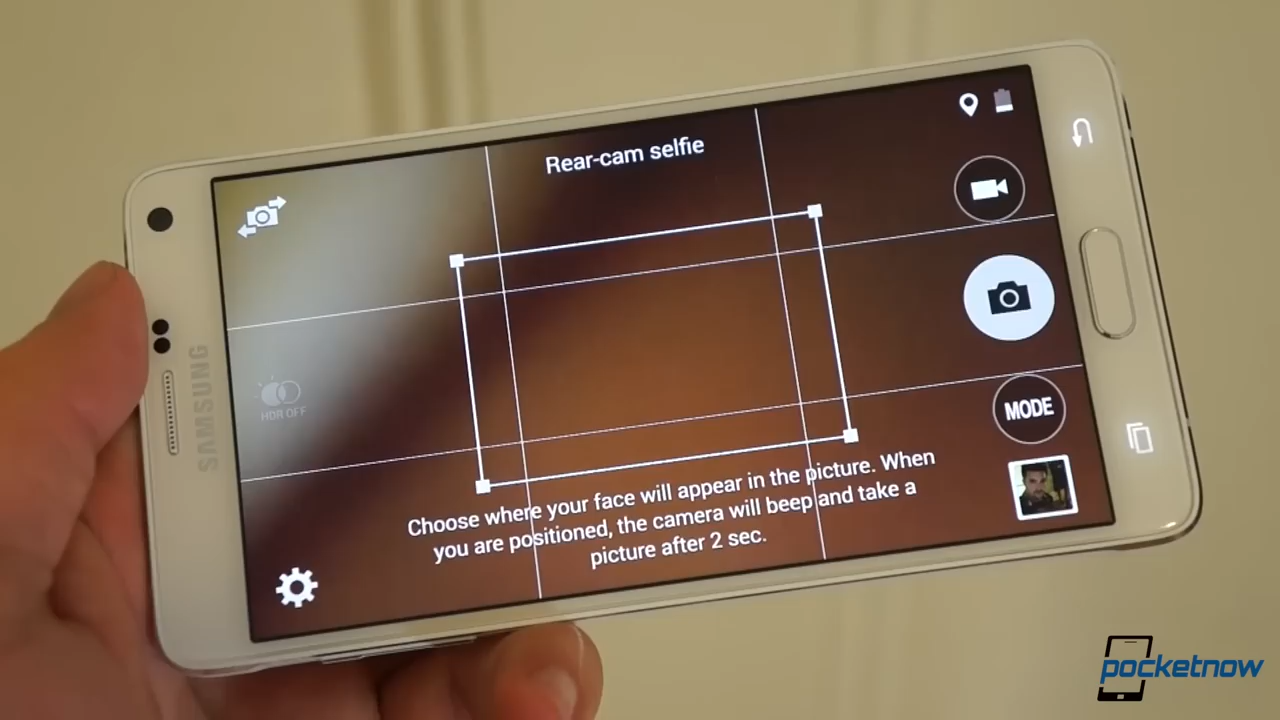 Rear-cam selfie
HDR OFF
SAMSUNG
MODE
Choose where your face will appear in the picture. When
you are positioned, the camera will beep and take a
picture after 2 sec.
pocketnow